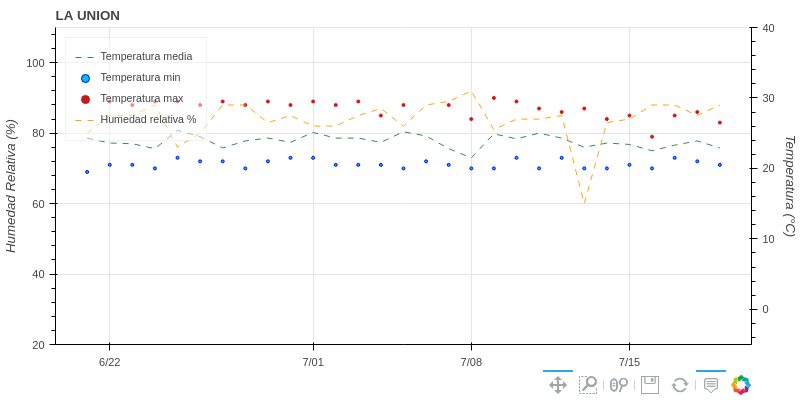 LA UNION
Temperatura media
Temperatura min
Temperatura max
Humedad relativa %
Humedad Relativa (%)
100
80
60
40
20
Temperatura (°C)
40
30
20
10
0
6/22
7/01
7/08
7/15